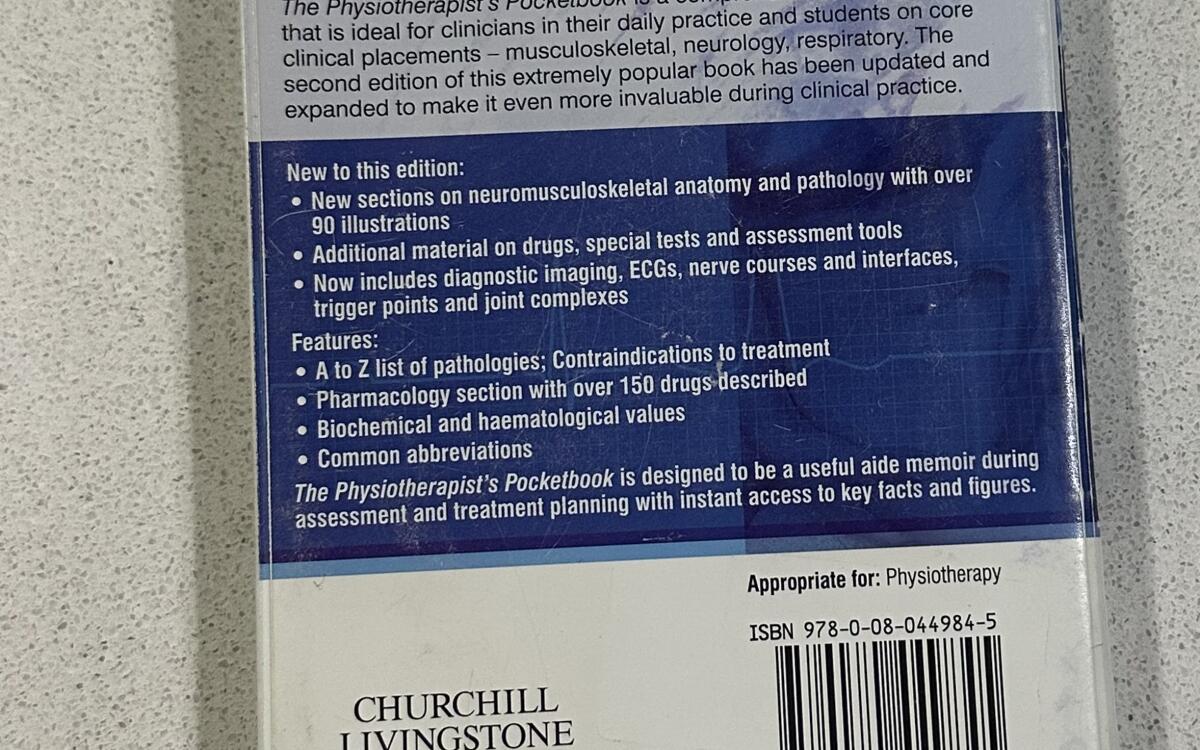 The Physiotherapist's Pocketbook is a
that is ideal for clinicians in their daily practice and students on core
clinical placements – musculoskeletal, neurology, respiratory. The
second edition of this extremely popular book has been updated and
expanded to make it even more invaluable during clinical practice.
New to this edition:
• New sections on neuromusculoskeletal anatomy and pathology with over
90 illustrations
• Additional material on drugs, special tests and assessment tools
• Now includes diagnostic imaging, ECGs, nerve courses and interfaces,
trigger points and joint complexes
Features:
• A to Z list of pathologies; Contraindications to treatment
• Pharmacology section with over 150 drugs described
• Biochemical and haematological values
• Common abbreviations
The Physiotherapist's Pocketbook is designed to be a useful aide memoir during
assessment and treatment planning with instant access to key facts and figures.
Appropriate for: Physiotherapy
ISBN 978-0-08-044984-5
CHURCHILL
LIVINGSTONE